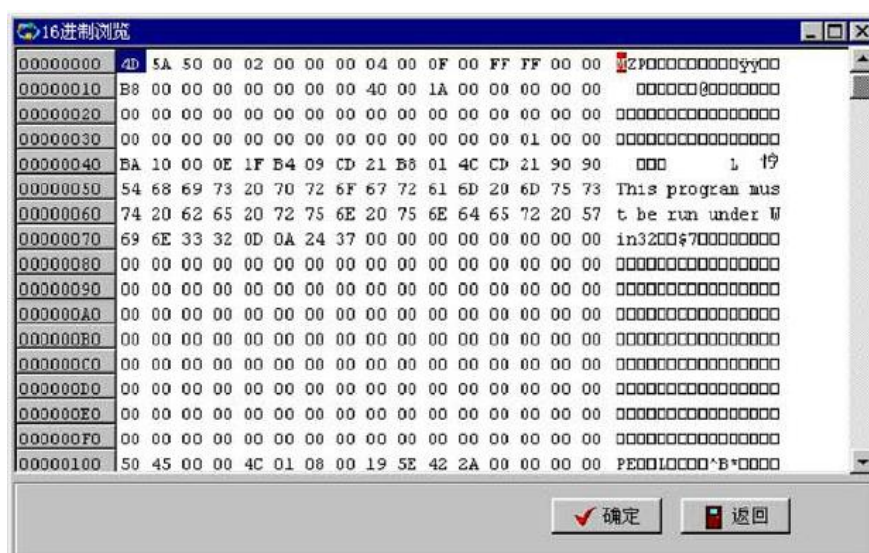 16进制浏览
00000000 4D 5A 50 00 02 00 00 00 04 00 0F 00 FF FF 00 00 MZP□□□□□□□□□ÿÿ□□
00000010 B8 00 00 00 00 00 00 00 40 00 1A 00 00 00 00 00 □□□□□□@□□□□□□□
00000020 00 00 00 00 00 00 00 00 00 00 00 00 00 00 00 00 □□□□□□□□□□□□□□□□
00000030 00 00 00 00 00 00 00 00 00 00 00 00 00 01 00 00 □□□□□□□□□□□□□□□□
00000040 BA 10 00 0E 1F B4 09 CD 21 B8 01 4C CD 21 90 90 □□□ L
00000050 54 68 69 73 20 70 72 6F 67 72 61 6D 20 6D 75 73 This program mus
00000060 74 20 62 65 20 72 75 6E 20 75 6E 64 65 72 20 57 t be run under W
00000070 69 6E 33 32 0D 0A 24 37 00 00 00 00 00 00 00 00 in32□□$7□□□□□□□□
00000080 00 00 00 00 00 00 00 00 00 00 00 00 00 00 00 00 □□□□□□□□□□□□□□□□
00000090 00 00 00 00 00 00 00 00 00 00 00 00 00 00 00 00 □□□□□□□□□□□□□□□□
000000A0 00 00 00 00 00 00 00 00 00 00 00 00 00 00 00 00 □□□□□□□□□□□□□□□□
000000B0 00 00 00 00 00 00 00 00 00 00 00 00 00 00 00 00 □□□□□□□□□□□□□□□□
000000C0 00 00 00 00 00 00 00 00 00 00 00 00 00 00 00 00 □□□□□□□□□□□□□□□□
000000D0 00 00 00 00 00 00 00 00 00 00 00 00 00 00 00 00 □□□□□□□□□□□□□□□□
000000E0 00 00 00 00 00 00 00 00 00 00 00 00 00 00 00 00 □□□□□□□□□□□□□□□□
000000F0 00 00 00 00 00 00 00 00 00 00 00 00 00 00 00 00 □□□□□□□□□□□□□□□□
00000100 50 45 00 00 4C 01 08 00 19 5E 42 2A 00 00 00 00 PE□□L□□□□^B*□□□□
确定 返回